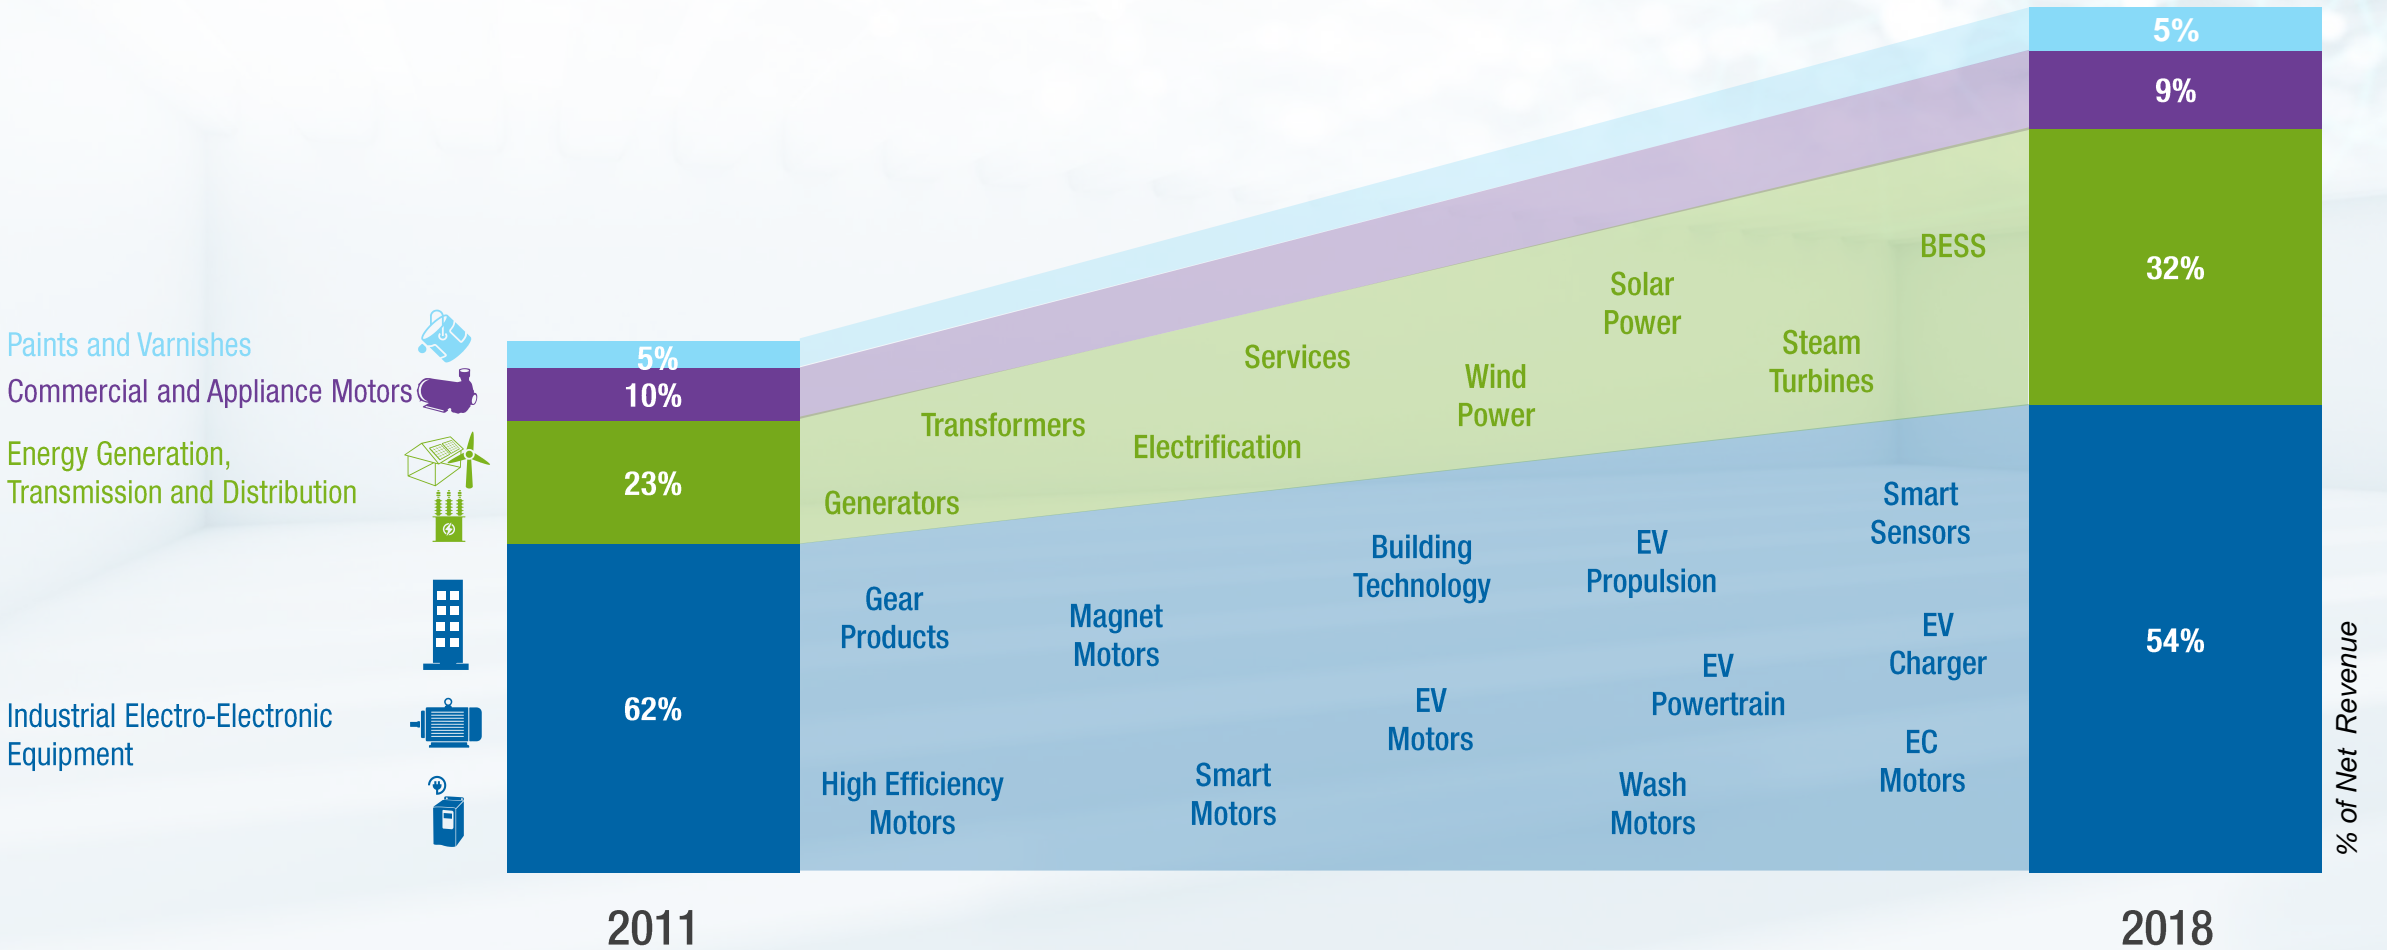 Paints and Varnishes
Commercial and Appliance Motors
Energy Generation,
Transmission and Distribution
Industrial Electro-Electronic
Equipment
5%
10%
23%
62%
2011
Generators
Transformers
Electrification
Services
Wind
Power
Solar
Power
Steam
Turbines
BESS
Gear
Products
High Efficiency
Motors
Magnet
Motors
Smart
Motors
Building
Technology
EV
Motors
EV
Propulsion
EV
Powertrain
Wash
Motors
Smart
Sensors
EV
Charger
EC
Motors
5%
9%
32%
54%
2018
% of Net Revenue